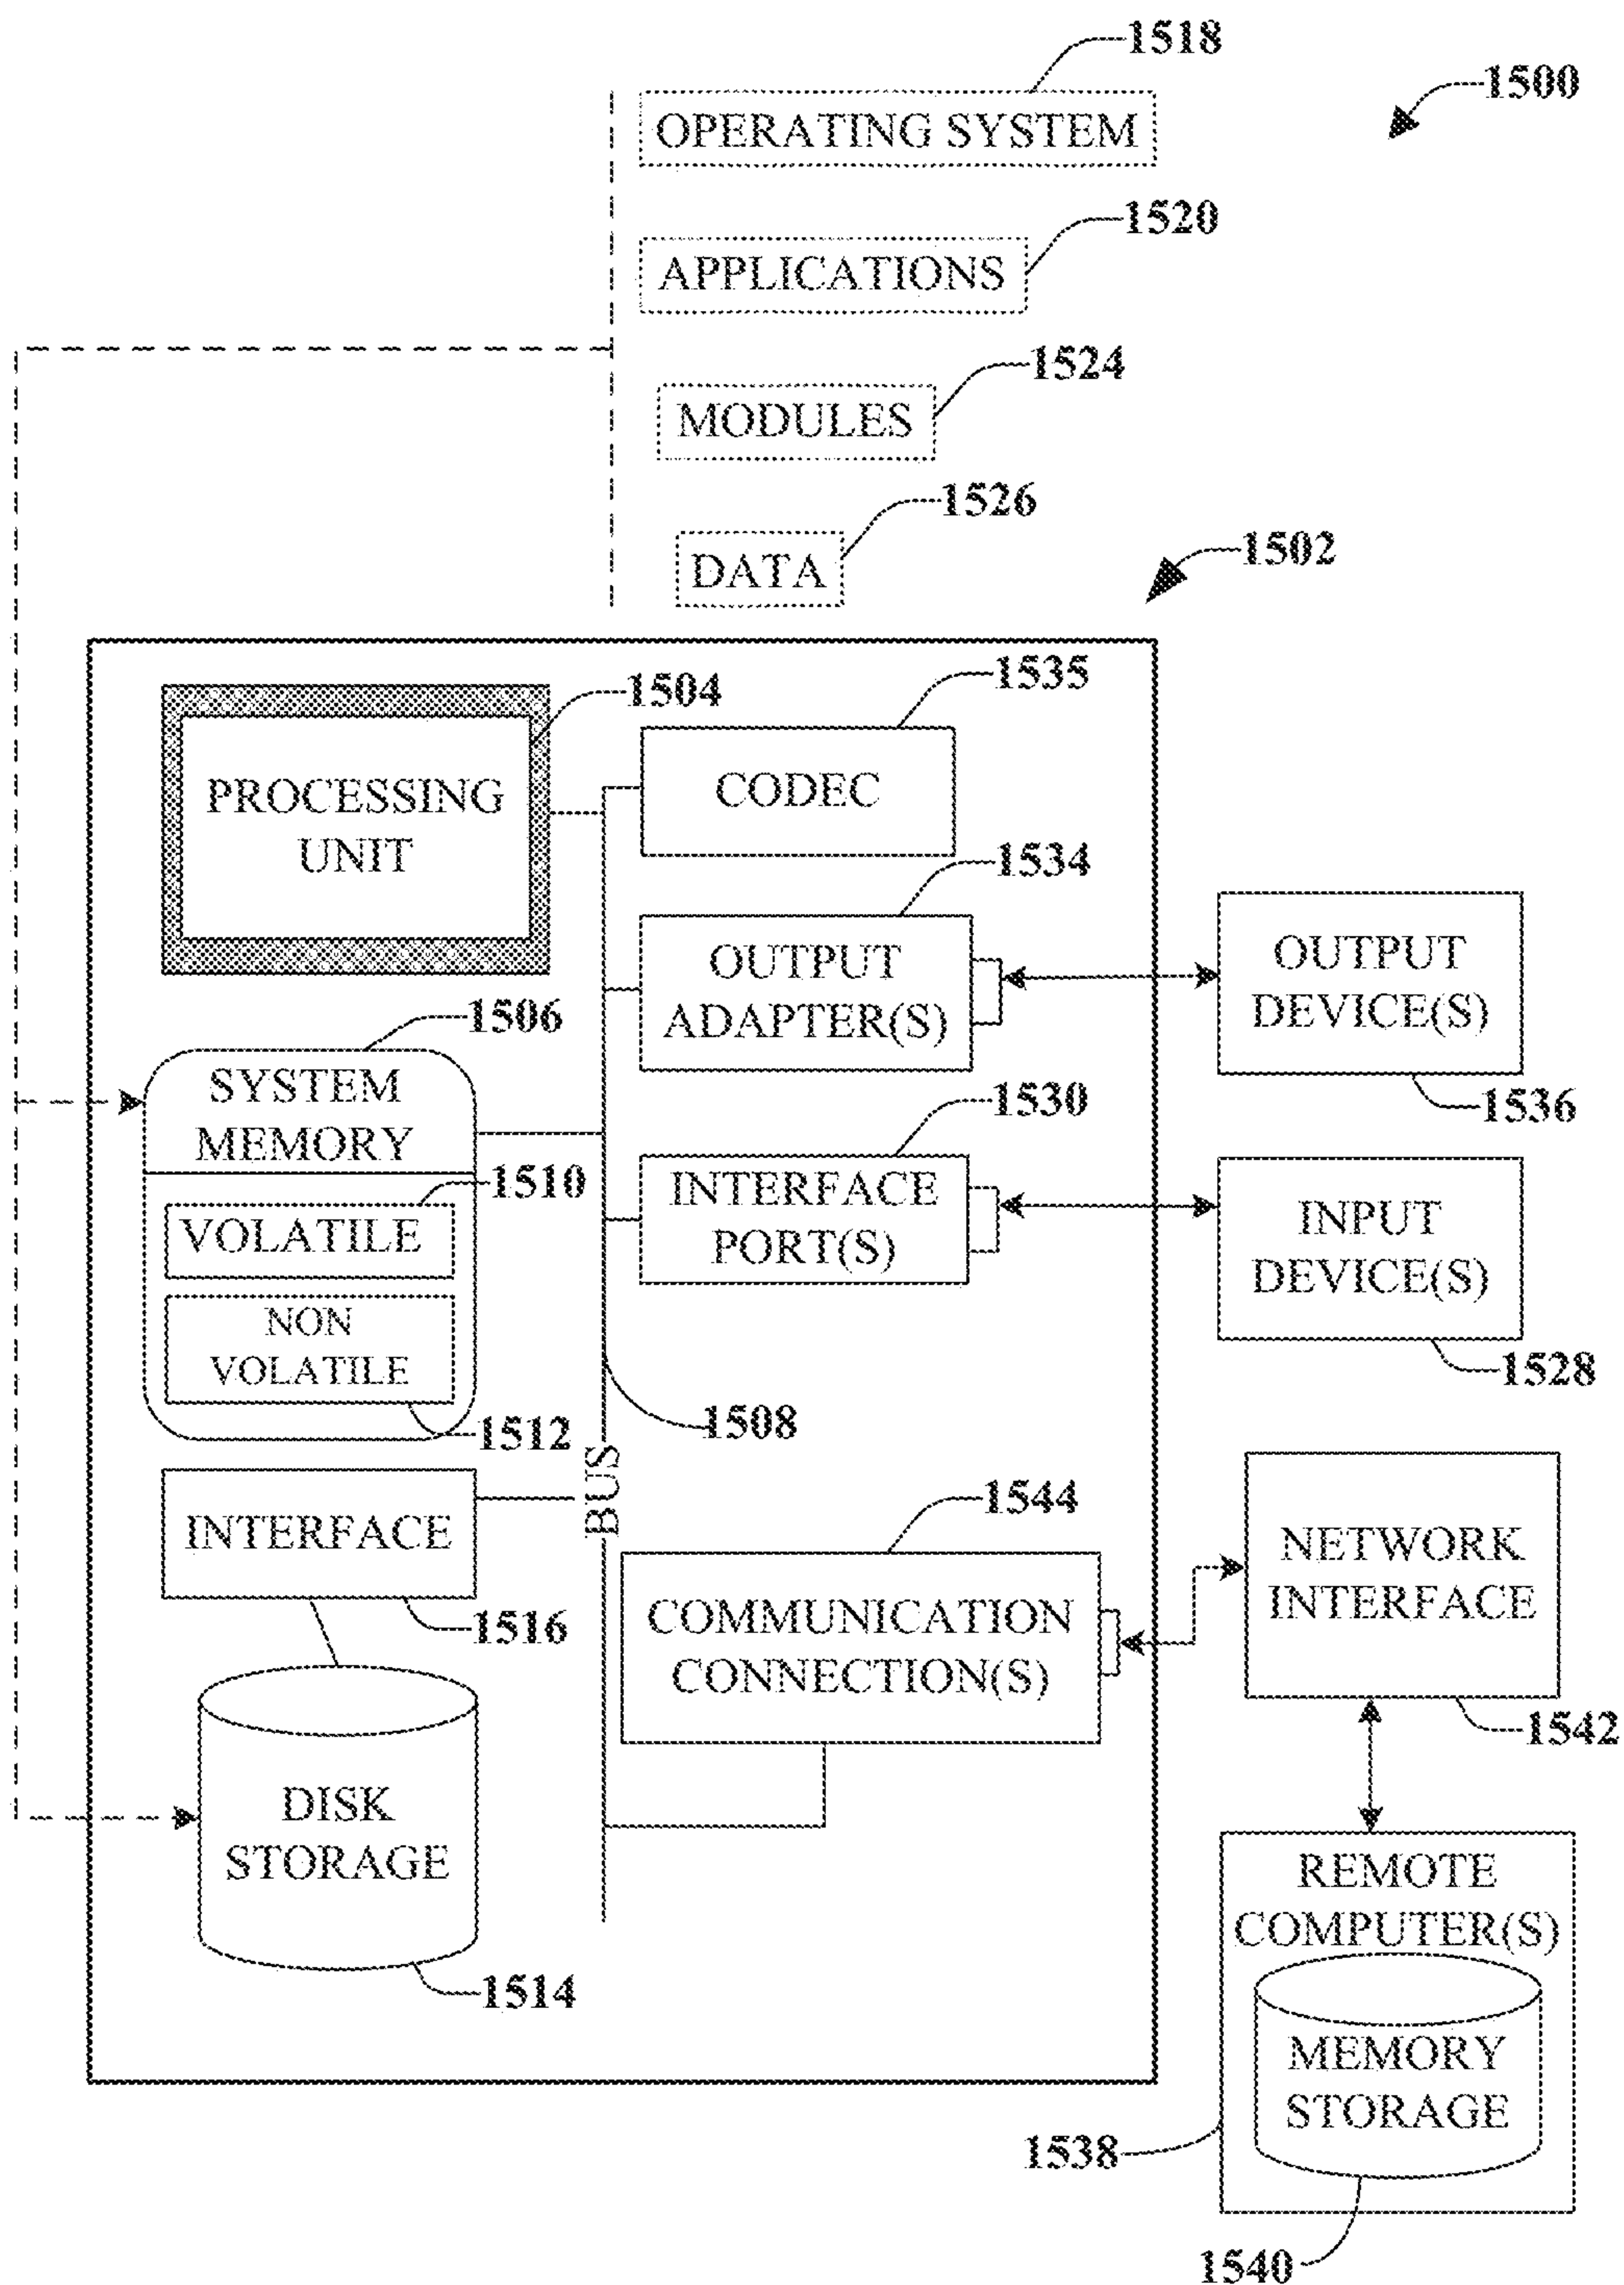 1518
1500
OPERATING SYSTEM
1520
APPLICATIONS
1524
MODULES
1526
DATA
1502
1504
PROCESSING
UNIT
1535
CODEC
1534
OUTPUT
ADAPTER(S)
OUTPUT
DEVICE(S)
1536
1506
SYSTEM
MEMORY
1510
VOLATILE
NON
VOLATILE
1512
1530
INTERFACE
PORT(S)
INPUT
DEVICE(S)
1528
1508
BUS
INTERFACE
1516
1544
COMMUNICATION
CONNECTION(S)
NETWORK
INTERFACE
1542
DISK
STORAGE
1514
REMOTE
COMPUTER(S)
MEMORY
STORAGE
1538
1540